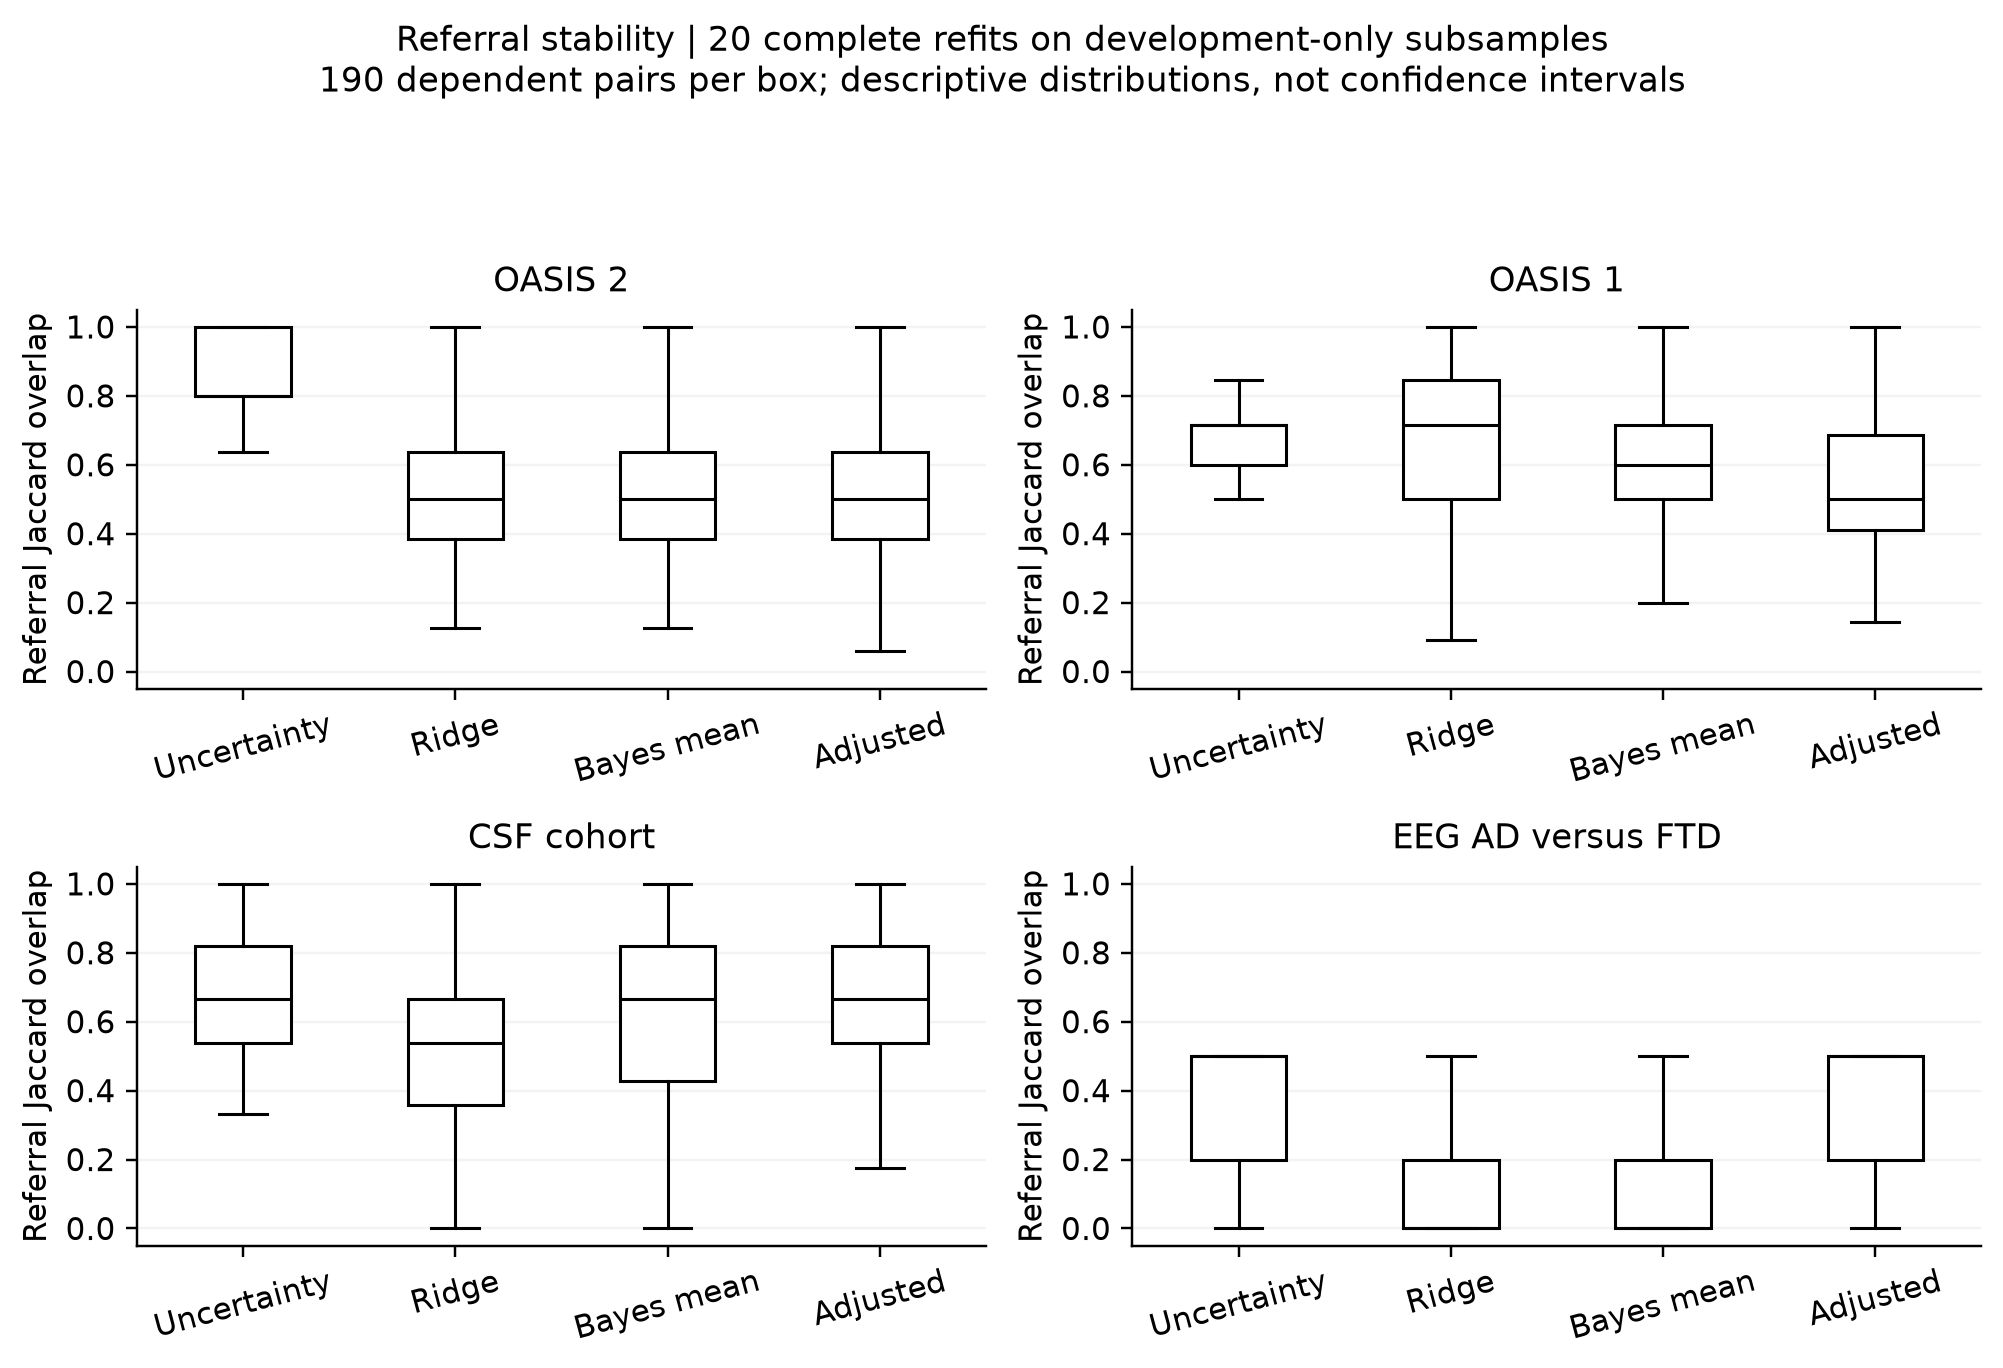 Referral stability | 20 complete refits on development-only subsamples
190 dependent pairs per box; descriptive distributions, not confidence intervals
OASIS 2
Referral Jaccard overlap
1.0
0.8
0.6
0.4
0.2
0.0
Uncertainty
Ridge
Bayes mean
Adjusted
OASIS 1
Referral Jaccard overlap
1.0
0.8
0.6
0.4
0.2
0.0
Uncertainty
Ridge
Bayes mean
Adjusted
CSF cohort
Referral Jaccard overlap
1.0
0.8
0.6
0.4
0.2
0.0
Uncertainty
Ridge
Bayes mean
Adjusted
EEG AD versus FTD
Referral Jaccard overlap
1.0
0.8
0.6
0.4
0.2
0.0
Uncertainty
Ridge
Bayes mean
Adjusted